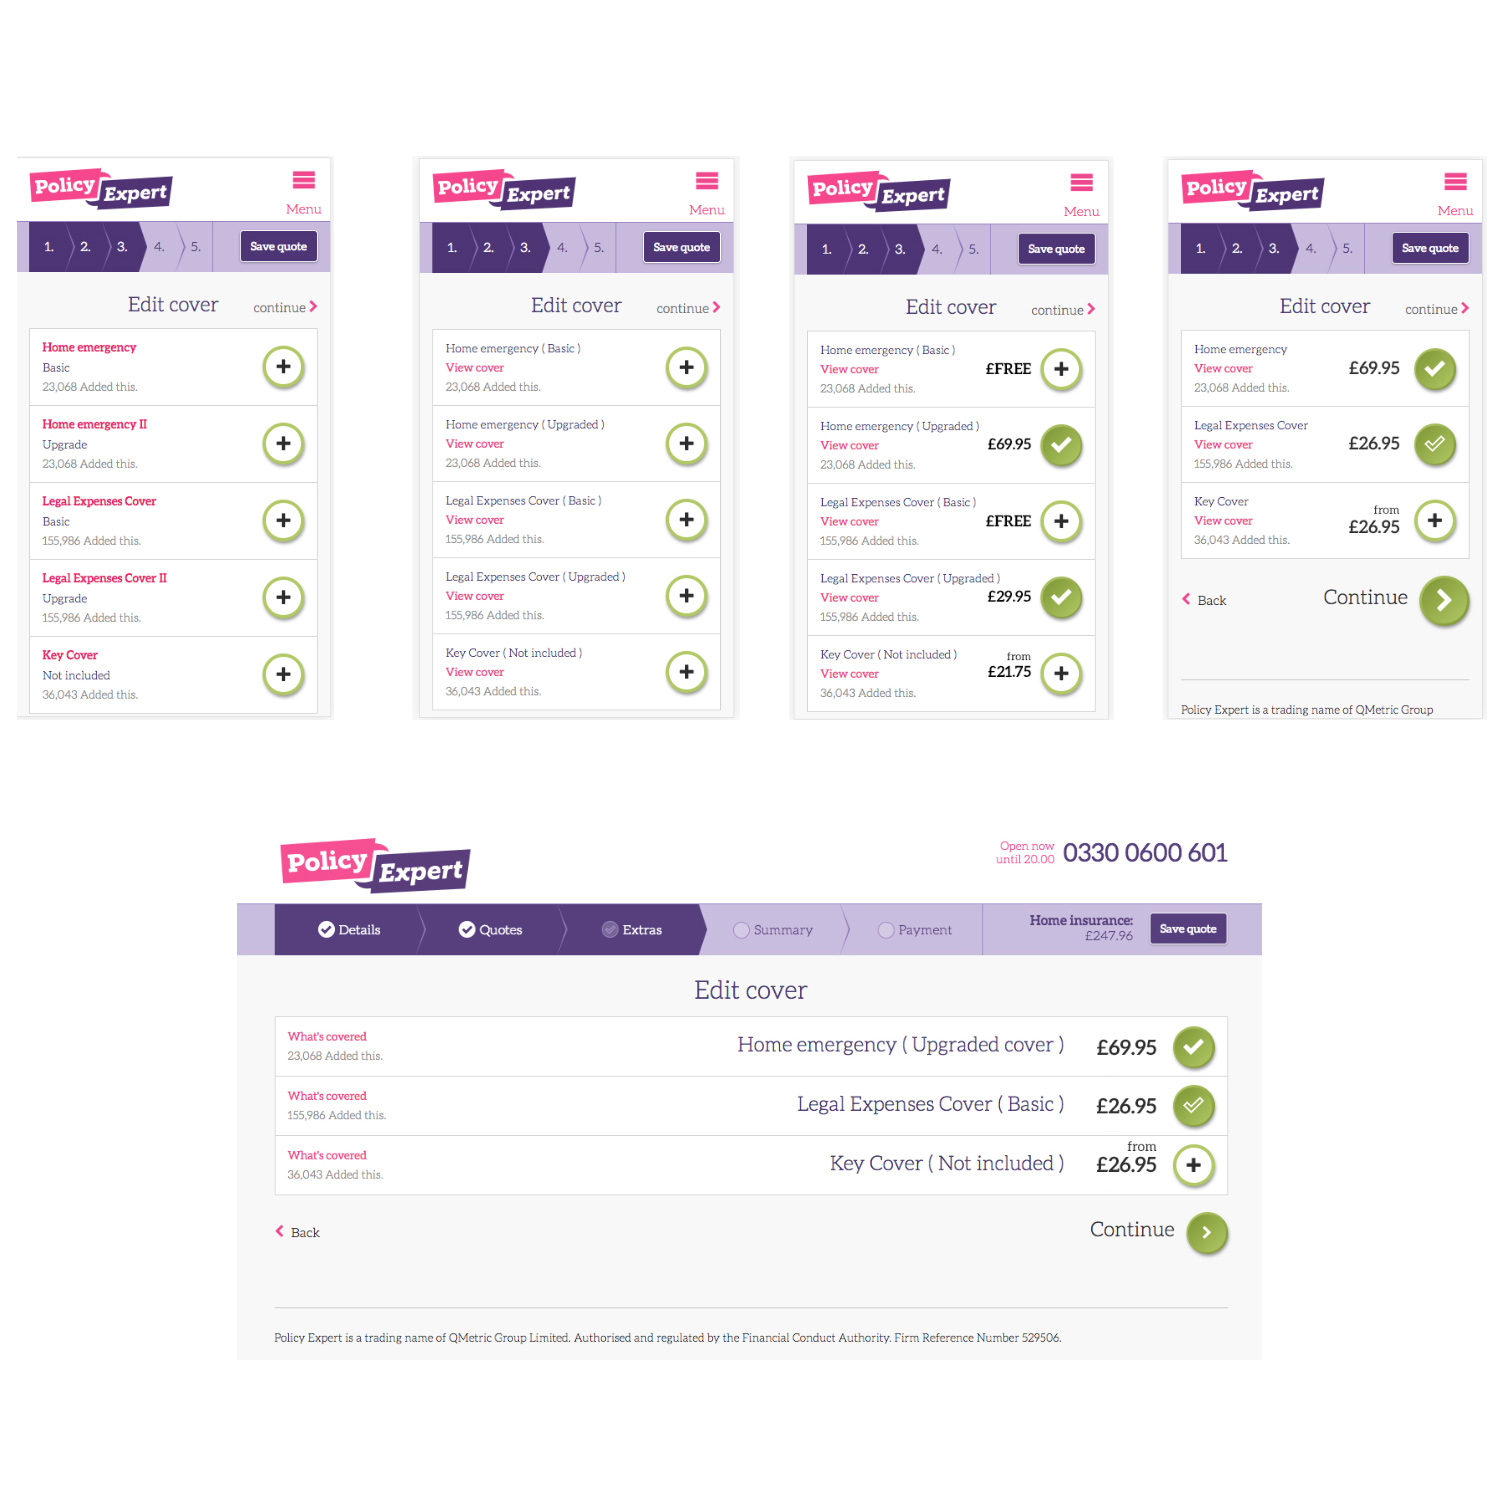 Policy Expert
Menu
1. 2. 3. 4. 5. Save quote
Edit cover continue
Home emergency
Basic
23,068 Added this.
Home emergency II
Upgrade
23,068 Added this.
Legal Expenses Cover
Basic
155,986 Added this.
Legal Expenses Cover II
Upgrade
155,986 Added this.
Key Cover
Not included
36,043 Added this.
Policy Expert
Menu
1. 2. 3. 4. 5. Save quote
Edit cover continue
Home emergency ( Basic )
View cover
23,068 Added this.
Home emergency ( Upgraded )
View cover
23,068 Added this.
Legal Expenses Cover ( Basic )
View cover
155,986 Added this.
Legal Expenses Cover ( Upgraded )
View cover
155,986 Added this.
Key Cover ( Not included )
View cover
36,043 Added this.
Policy Expert
Menu
1. 2. 3. 4. 5. Save quote
Edit cover continue
Home emergency ( Basic )
View cover £FREE
23,068 Added this.
Home emergency ( Upgraded )
View cover £69.95
23,068 Added this.
Legal Expenses Cover ( Basic )
View cover £FREE
155,986 Added this.
Legal Expenses Cover ( Upgraded )
View cover £29.95
155,986 Added this.
Key Cover ( Not included ) from
View cover £21.75
36,043 Added this.
Policy Expert
Menu
1. 2. 3. 4. 5. Save quote
Edit cover continue
Home emergency
View cover £69.95
23,068 Added this.
Legal Expenses Cover
View cover £26.95
155,986 Added this.
Key Cover from
View cover £26.95
36,043 Added this.
Back Continue
Policy Expert is a trading name of QMetric Group
Policy Expert
Open now
until 20.00 0330 0600 601
Details Quotes Extras Summary Payment Home insurance: £247.96 Save quote
Edit cover
What's covered
23,068 Added this.
Home emergency ( Upgraded cover ) £69.95
What's covered
155,986 Added this.
Legal Expenses Cover ( Basic ) £26.95
What's covered
36,043 Added this.
Key Cover ( Not included ) from £26.95
Back Continue
Policy Expert is a trading name of QMetric Group Limited. Authorised and regulated by the Financial Conduct Authority. Firm Reference Number 529506.